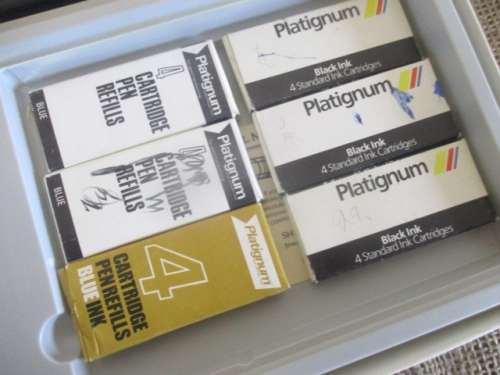 Platignum
4
CARTRIDGE
PEN
REFILLS
BLUE
Platignum
CARTRIDGE
PEN
REFILLS
BLUE
Platignum
4
CARTRIDGE
PEN REFILLS
BLUE INK
Platignum
Black Ink
4 Standard Ink Cartridges
Platignum
Black Ink
4 Standard Ink Cartridges
Platignum
Black Ink
4 Standard Ink Cartridges